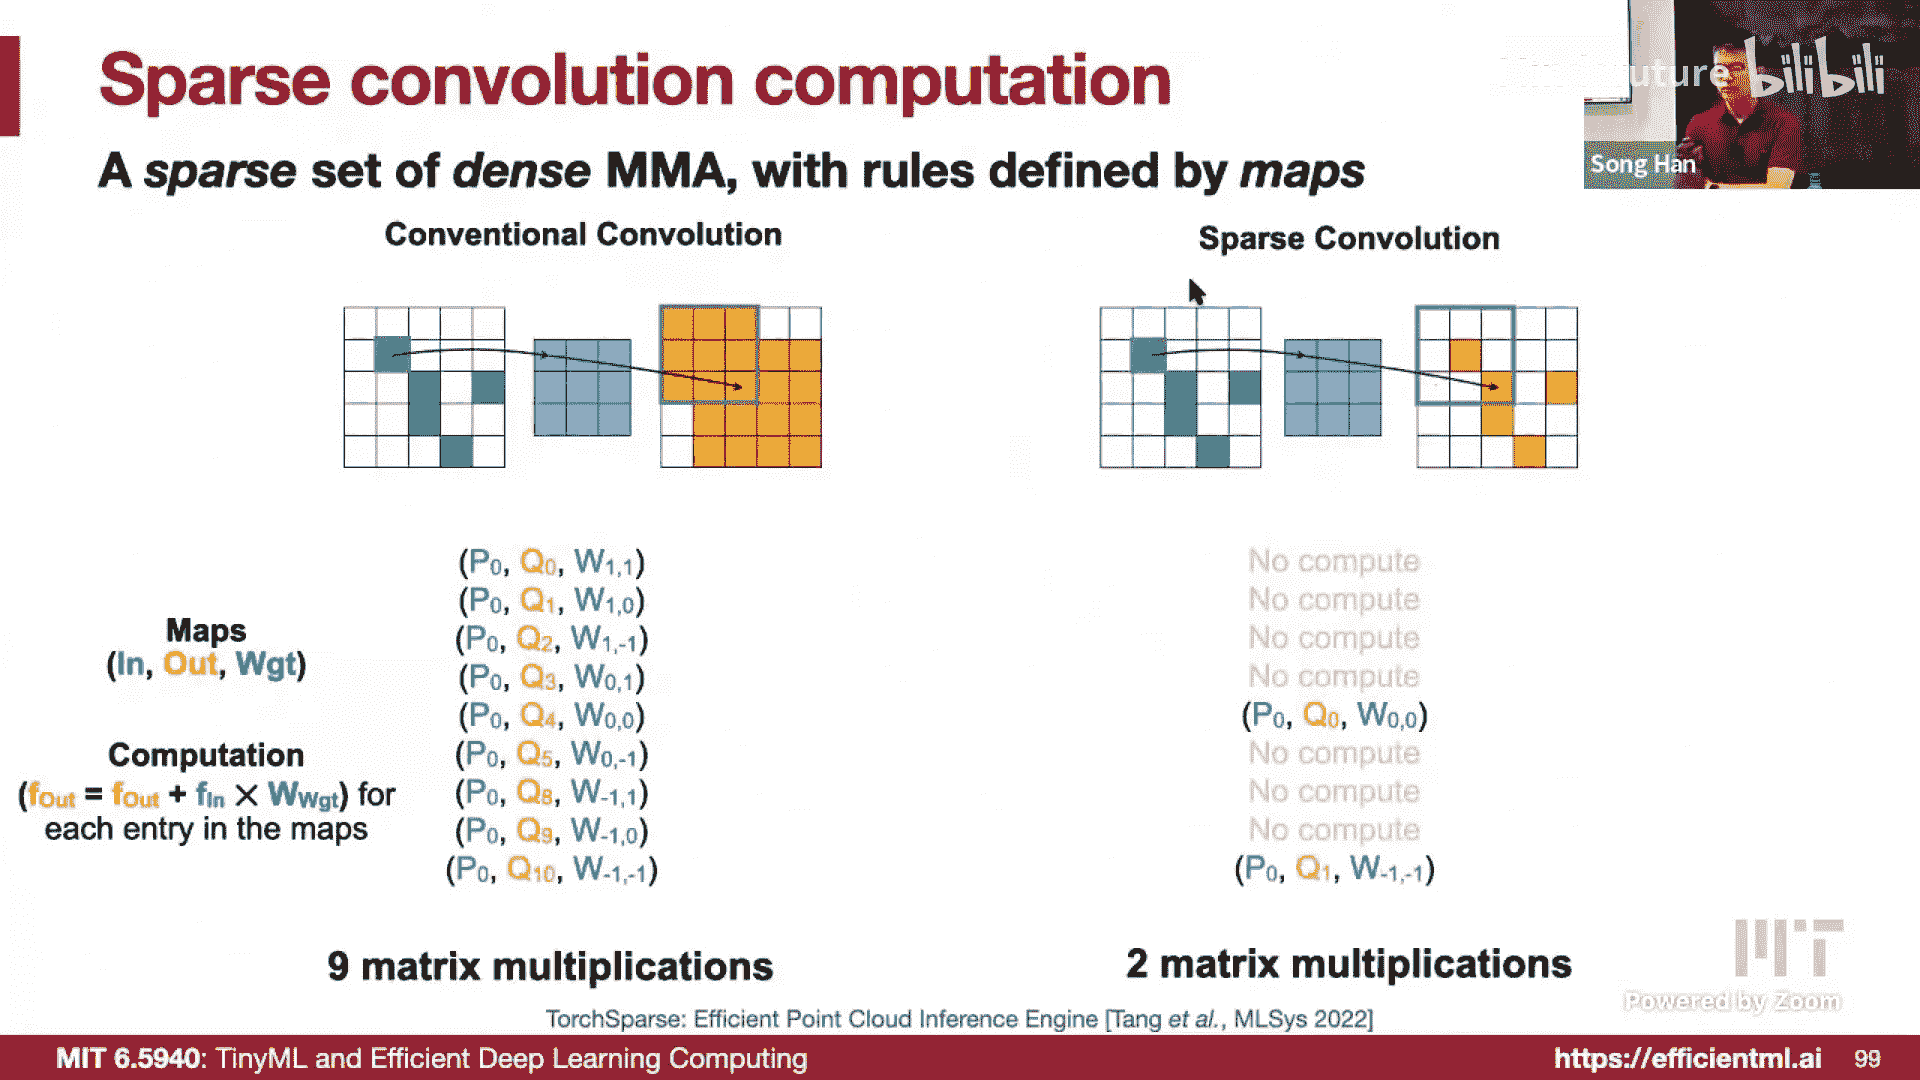 Sparse convolution computation
bilibili
Song Han
A sparse set of dense MMA, with rules defined by maps
Conventional Convolution
Sparse Convolution
Maps
(In, Out, Wgt)
Computation
(fOut = fOut + fIn × WWgt) for
each entry in the maps
(P0, Q0, W1,1)
(P0, Q1, W1,0)
(P0, Q2, W1,-1)
(P0, Q3, W0,1)
(P0, Q4, W0,0)
(P0, Q5, W0,-1)
(P0, Q8, W-1,1)
(P0, Q9, W-1,0)
(P0, Q10, W-1,-1)
9 matrix multiplications
No compute
No compute
No compute
No compute
(P0, Q0, W0,0)
No compute
No compute
No compute
(P0, Q1, W-1,-1)
2 matrix multiplications
MIT
Powered by Zoom
TorchSparse: Efficient Point Cloud Inference Engine [Tang et al., MLSys 2022]
MIT 6.5940: TinyML and Efficient Deep Learning Computing
https://efficientml.ai
99